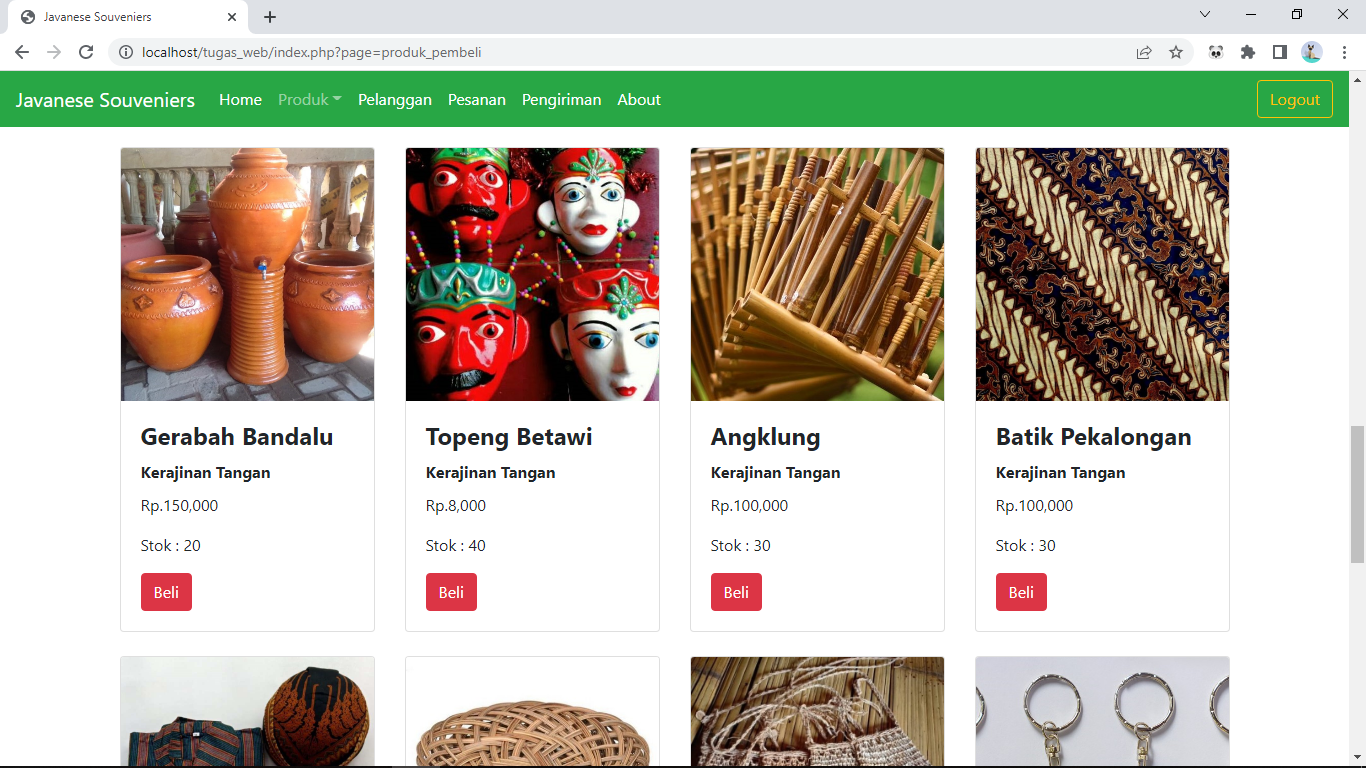 Javanese Souveniers
localhost/tugas_web/index.php?page=produk_pembeli
Javanese Souveniers Home Produk Pelanggan Pesanan Pengiriman About Logout
Gerabah Bandalu
Kerajinan Tangan
Rp.150,000
Stok : 20
Beli
Topeng Betawi
Kerajinan Tangan
Rp.8,000
Stok : 40
Beli
Angklung
Kerajinan Tangan
Rp.100,000
Stok : 30
Beli
Batik Pekalongan
Kerajinan Tangan
Rp.100,000
Stok : 30
Beli